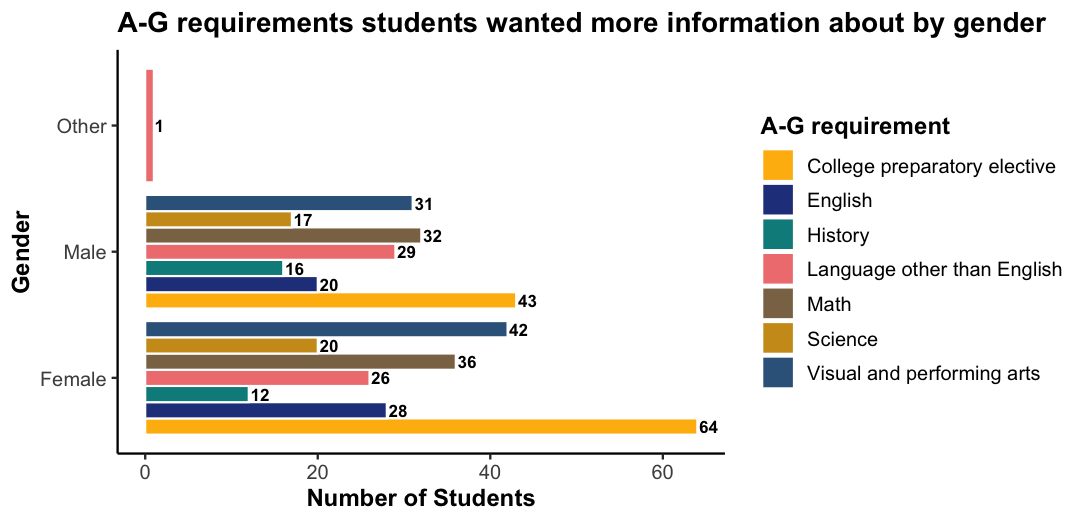 A-G requirements students wanted more information about by gender
Gender
Other
1
Male
31
17
32
29
16
20
43
Female
42
20
36
26
12
28
64
0
20
40
60
Number of Students
A-G requirement
College preparatory elective
English
History
Language other than English
Math
Science
Visual and performing arts